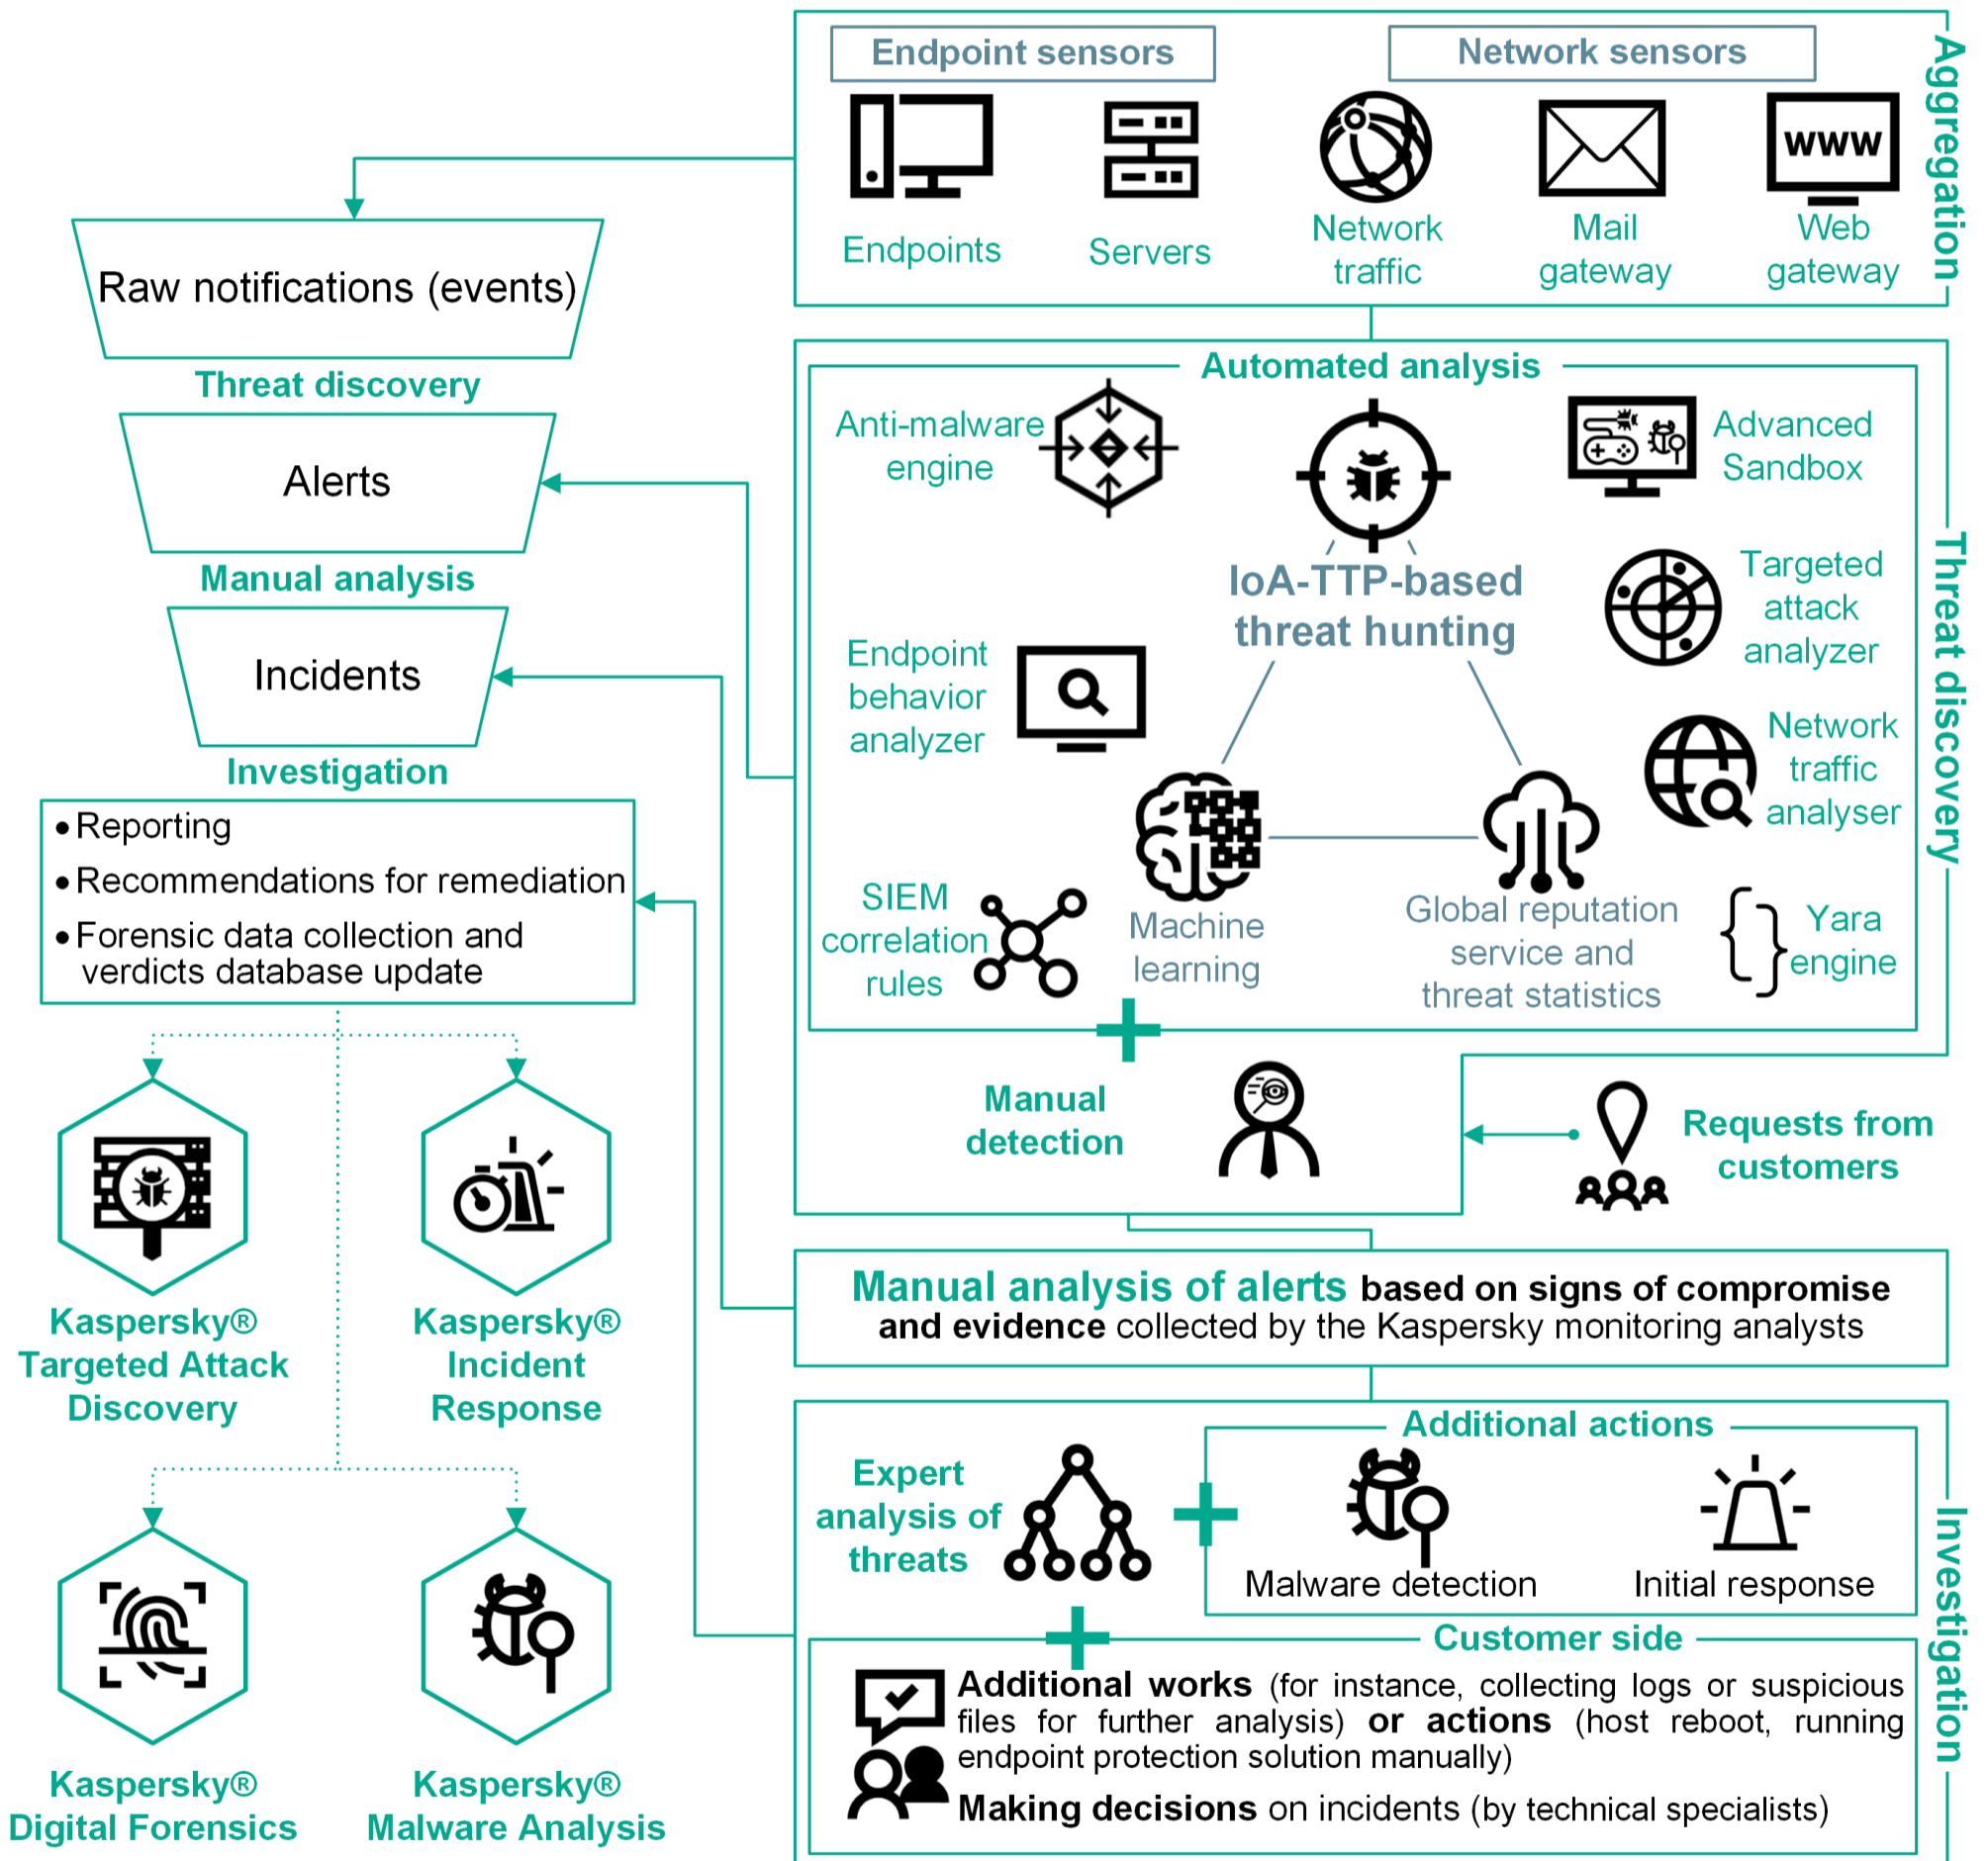 Endpoint sensors
Network sensors
Aggregation
www
Endpoints
Servers
Network
traffic
Mail
gateway
Web
gateway
Raw notifications (events)
Threat discovery
Alerts
Manual analysis
Incidents
Investigation
• Reporting
• Recommendations for remediation
• Forensic data collection and
verdicts database update
Kaspersky®
Targeted Attack
Discovery
Kaspersky®
Incident
Response
Kaspersky®
Digital Forensics
Kaspersky®
Malware Analysis
Threat discovery
Automated analysis
Anti-malware
engine
Advanced
Sandbox
IoA-TTP-based
threat hunting
Targeted
attack
analyzer
Endpoint
behavior
analyzer
Network
traffic
analyser
SIEM
correlation
rules
Machine
learning
Global reputation
service and
threat statistics
Yara
engine
Manual
detection
Requests from
customers
Manual analysis of alerts based on signs of compromise
and evidence collected by the Kaspersky monitoring analysts
Investigation
Expert
analysis of
threats
Additional actions
Malware detection
Initial response
Customer side
Additional works (for instance, collecting logs or suspicious
files for further analysis) or actions (host reboot, running
endpoint protection solution manually)
Making decisions on incidents (by technical specialists)